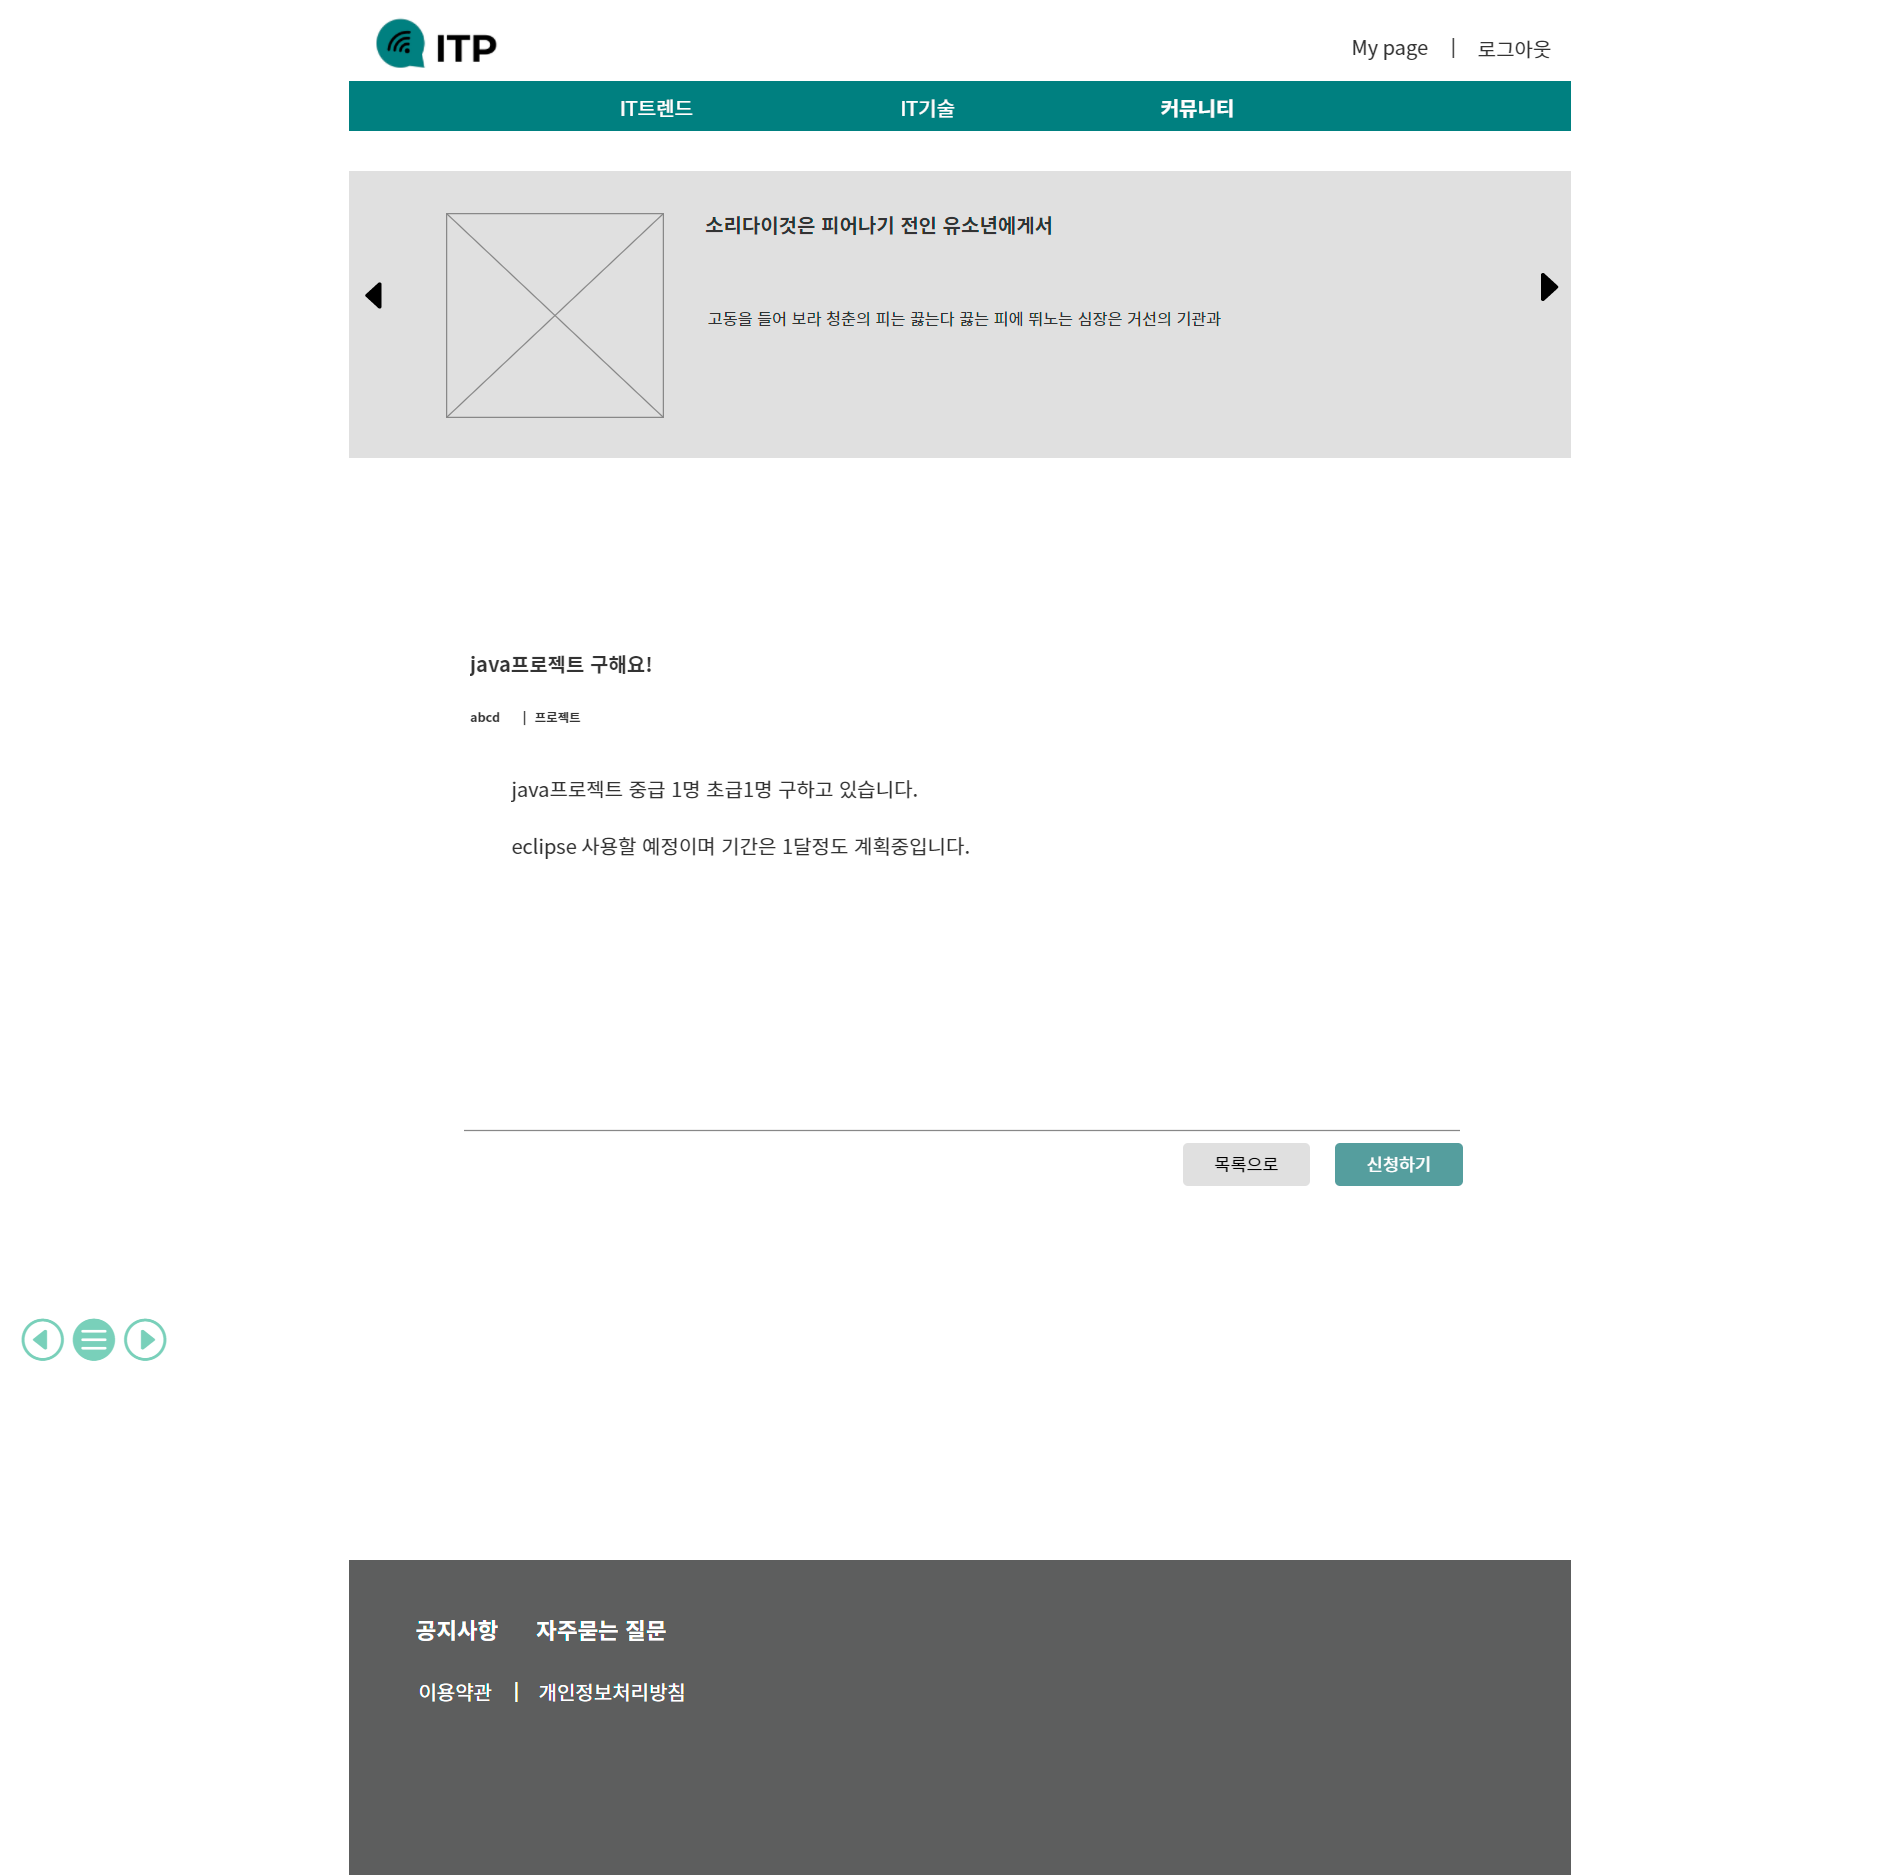 ITP
My page | 로그아웃
IT트렌드 IT기술 커뮤니티
소리다이것은 피어나기 전인 유소년에게서
고동을 들어 보라 청춘의 피는 끓는다 끓는 피에 뛰노는 심장은 거선의 기관과
java프로젝트 구해요!
abcd | 프로젝트
java프로젝트 중급 1명 초급1명 구하고 있습니다.
eclipse 사용할 예정이며 기간은 1달정도 계획중입니다.
목록으로 신청하기
공지사항 자주묻는 질문
이용약관 | 개인정보처리방침